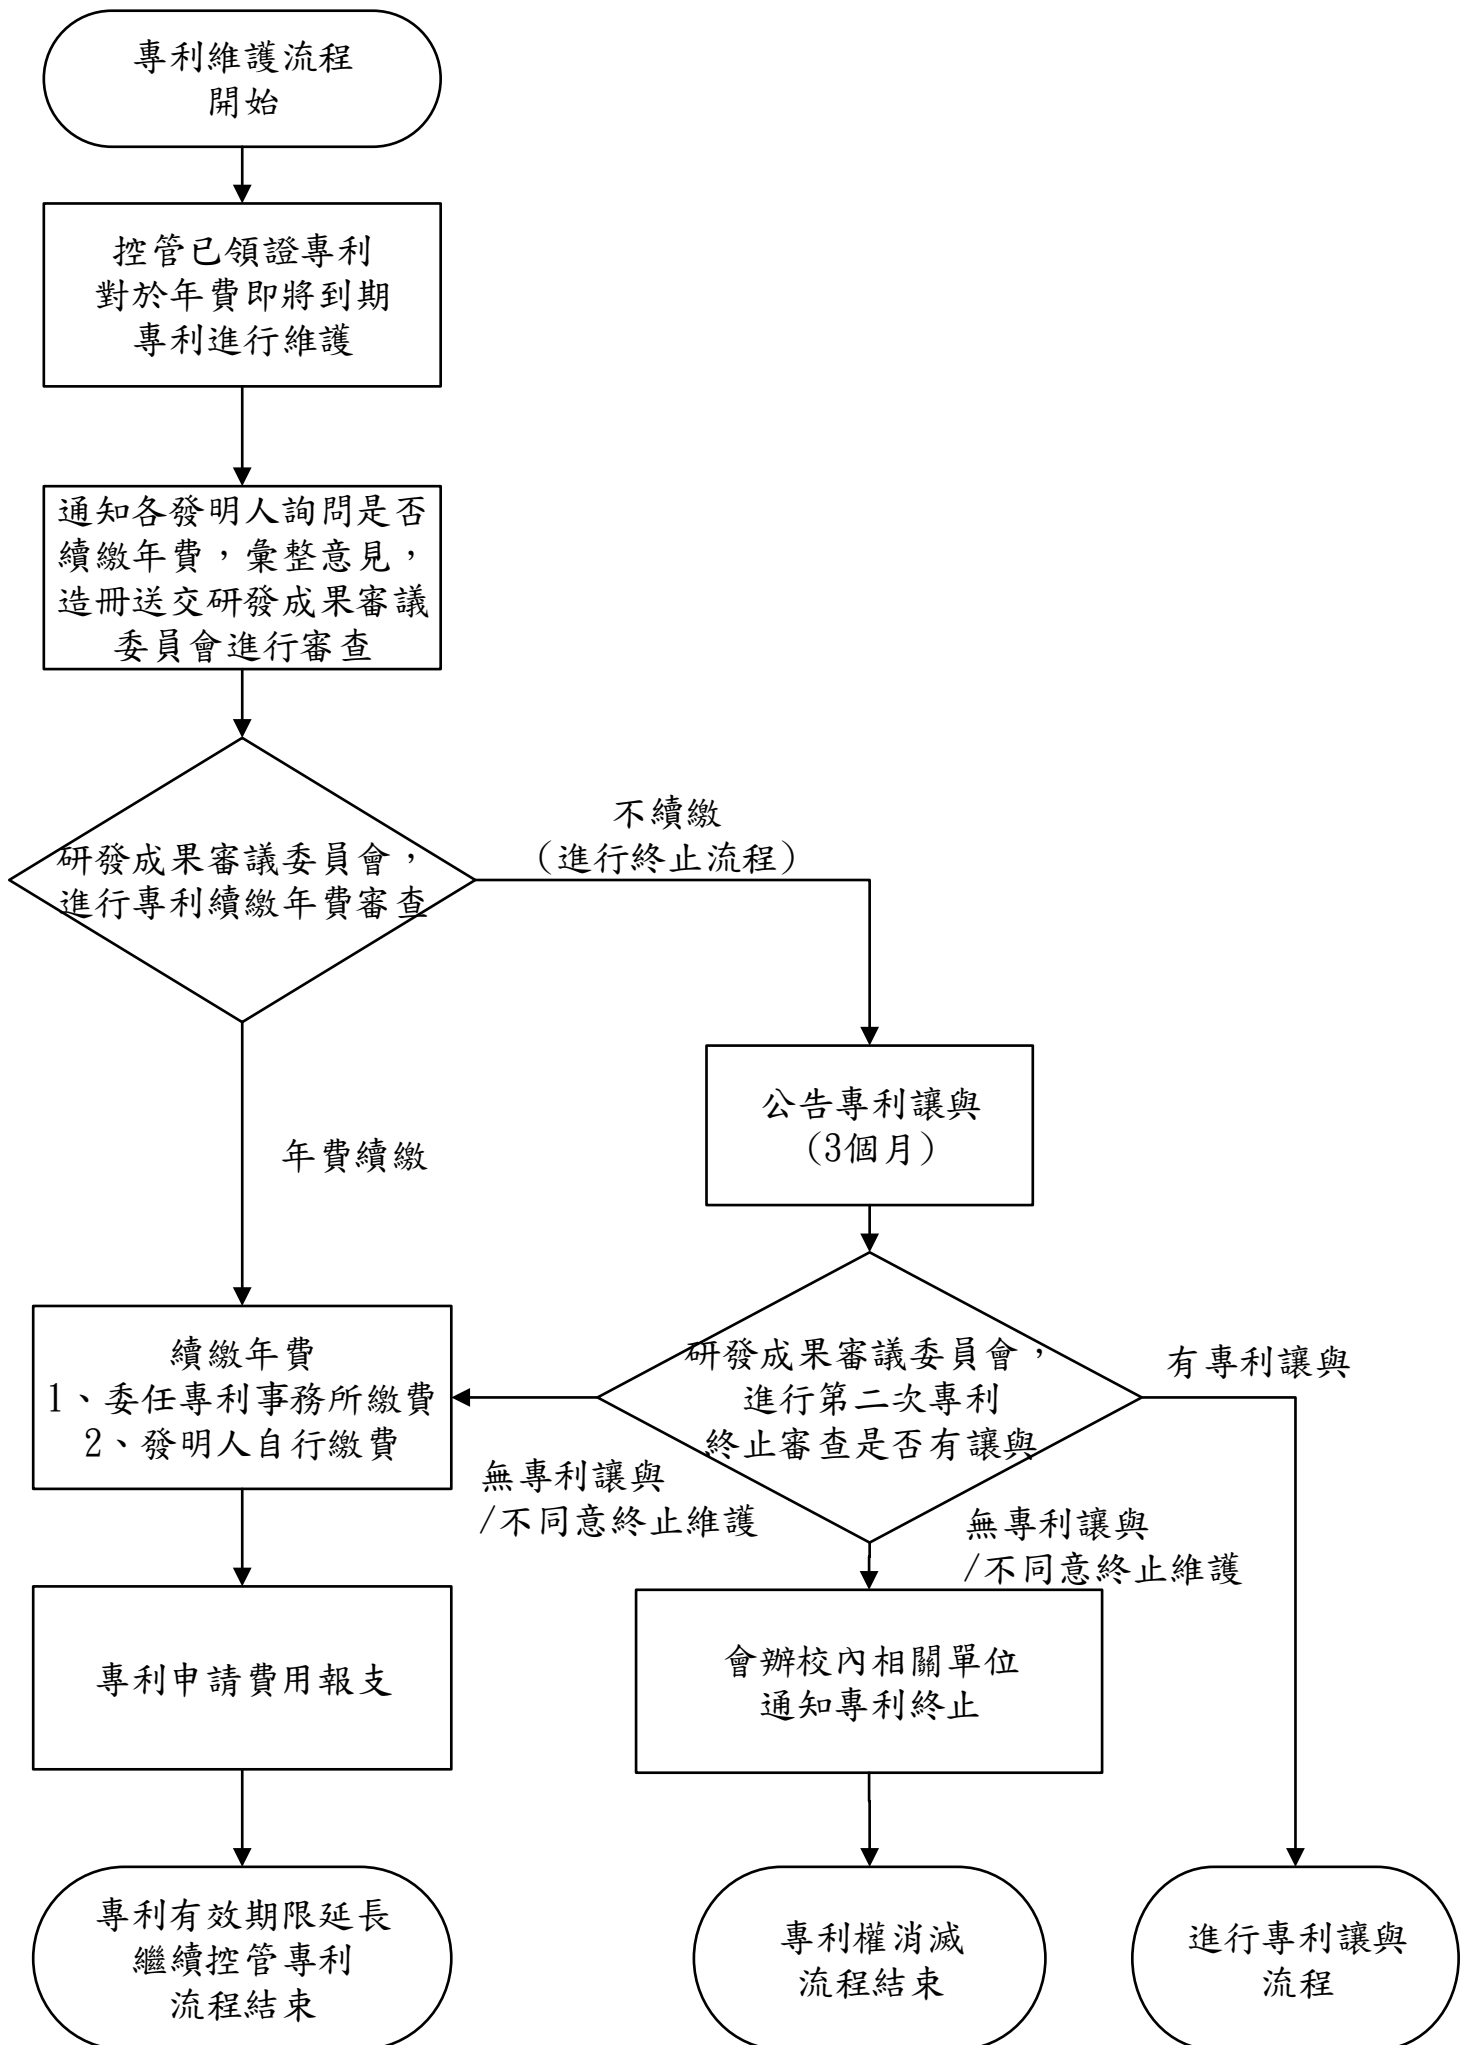 專利維護流程
開始
控管已領證專利
對於年費即將到期
專利進行維護
通知各發明人詢問是否
續繳年費，彙整意見，
造冊送交研發成果審議
委員會進行審查
研發成果審議委員會，
進行專利續繳年費審查
不續繳
(進行終止流程)
年費續繳
公告專利讓與
(3個月)
研發成果審議委員會，
進行第二次專利
終止審查是否有讓與
有專利讓與
續繳年費
1、委任專利事務所繳費
2、發明人自行繳費
無專利讓與
/不同意終止維護
無專利讓與
/不同意終止維護
專利申請費用報支
會辦校內相關單位
通知專利終止
專利有效期限延長
繼續控管專利
流程結束
專利權消滅
流程結束
進行專利讓與
流程